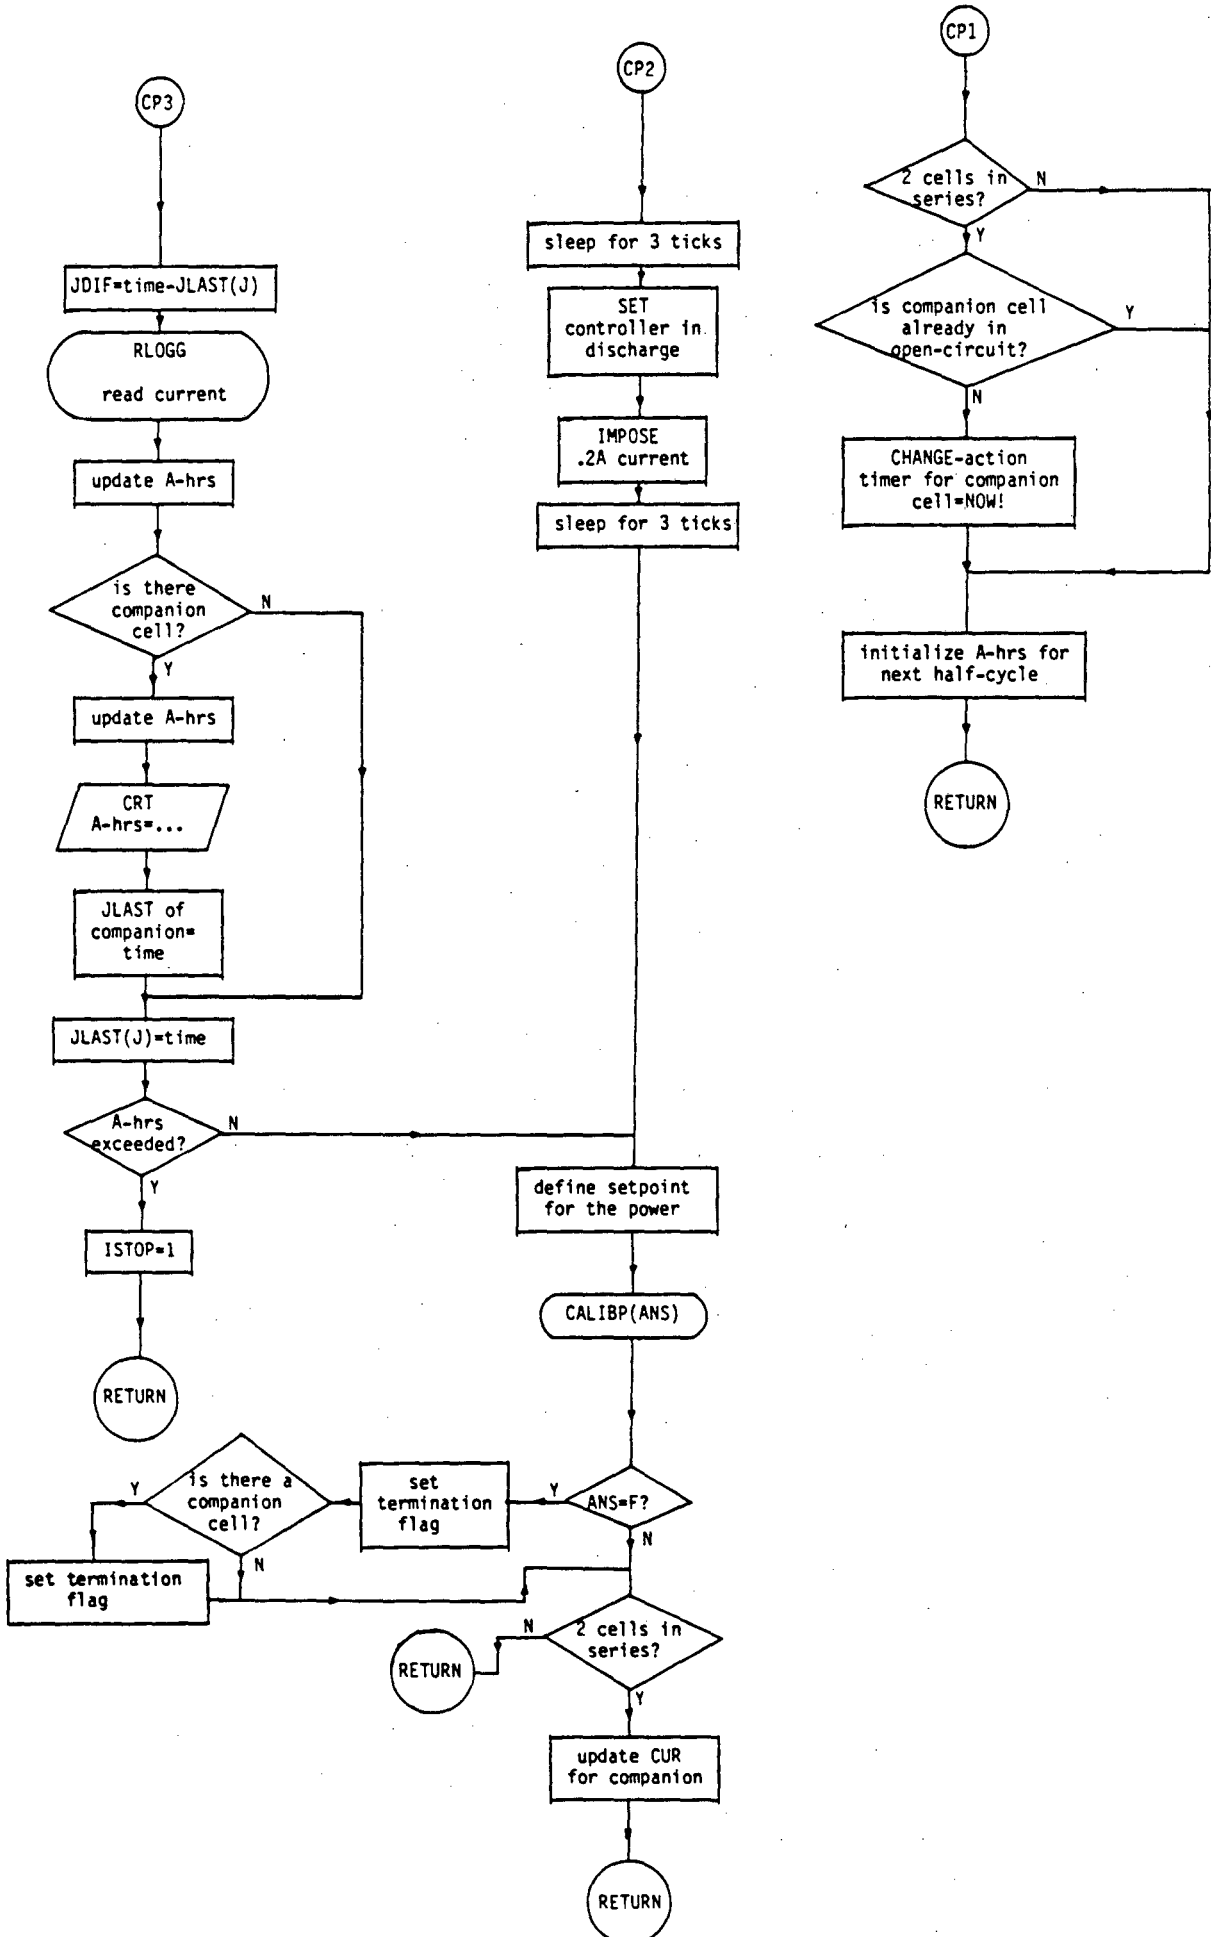 CP3
JDIF=time-JLAST(J)
RLOGG
read current
update A-hrs
is there
companion
cell?
N
Y
update A-hrs
CRT
A-hrs=...
JLAST of
companion=
time
JLAST(J)=time
A-hrs
exceeded?
N
Y
ISTOP=1
RETURN
CP2
sleep for 3 ticks
SET
controller in
discharge
IMPOSE
.2A current
sleep for 3 ticks
define setpoint
for the power
CALIBP(ANS)
ANS=F?
Y
N
set
termination
flag
is there a
companion
cell?
Y
N
set termination
flag
2 cells in
series?
N
RETURN
Y
update CUR
for companion
RETURN
CP1
2 cells in
series?
N
Y
is companion cell
already in
open-circuit?
Y
N
CHANGE-action
timer for companion
cell=NOW!
initialize A-hrs for
next half-cycle
RETURN